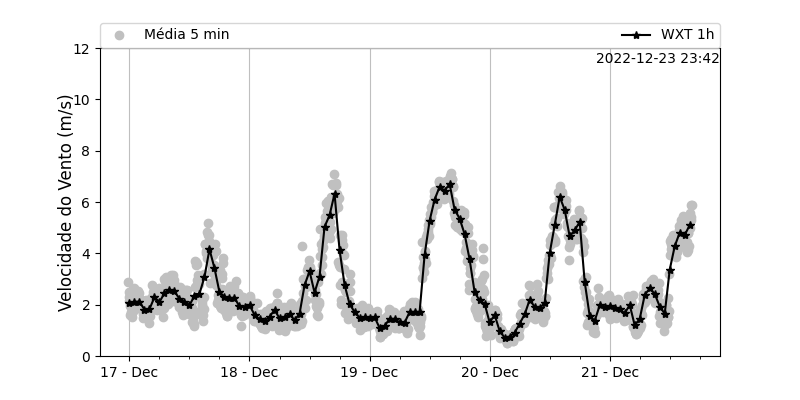 Média 5 min
WXT 1h
2022-12-23 23:42
Velocidade do Vento (m/s)
12
10
8
6
4
2
0
17 - Dec
18 - Dec
19 - Dec
20 - Dec
21 - Dec